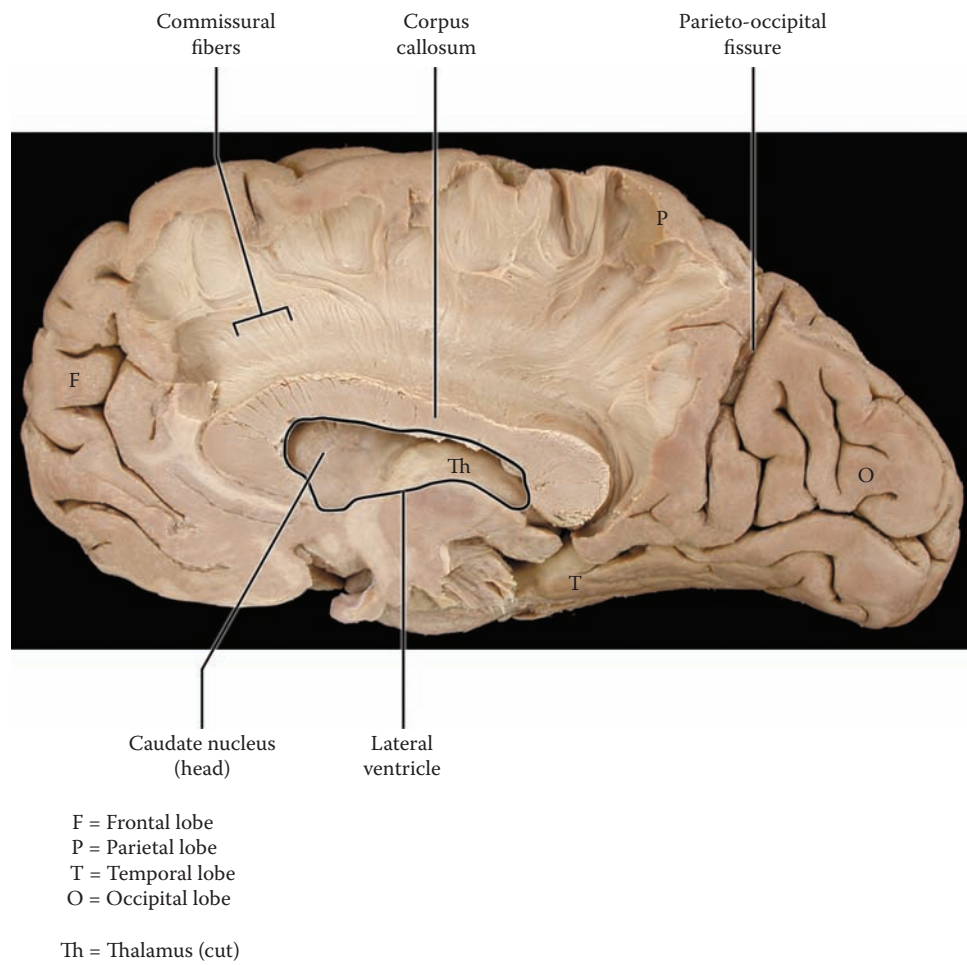 Commissural
fibers
Corpus
callosum
Parieto-occipital
fissure
P
F
Th
O
T
Caudate nucleus
(head)
Lateral
ventricle
F = Frontal lobe
P = Parietal lobe
T = Temporal lobe
O = Occipital lobe
Th = Thalamus (cut)